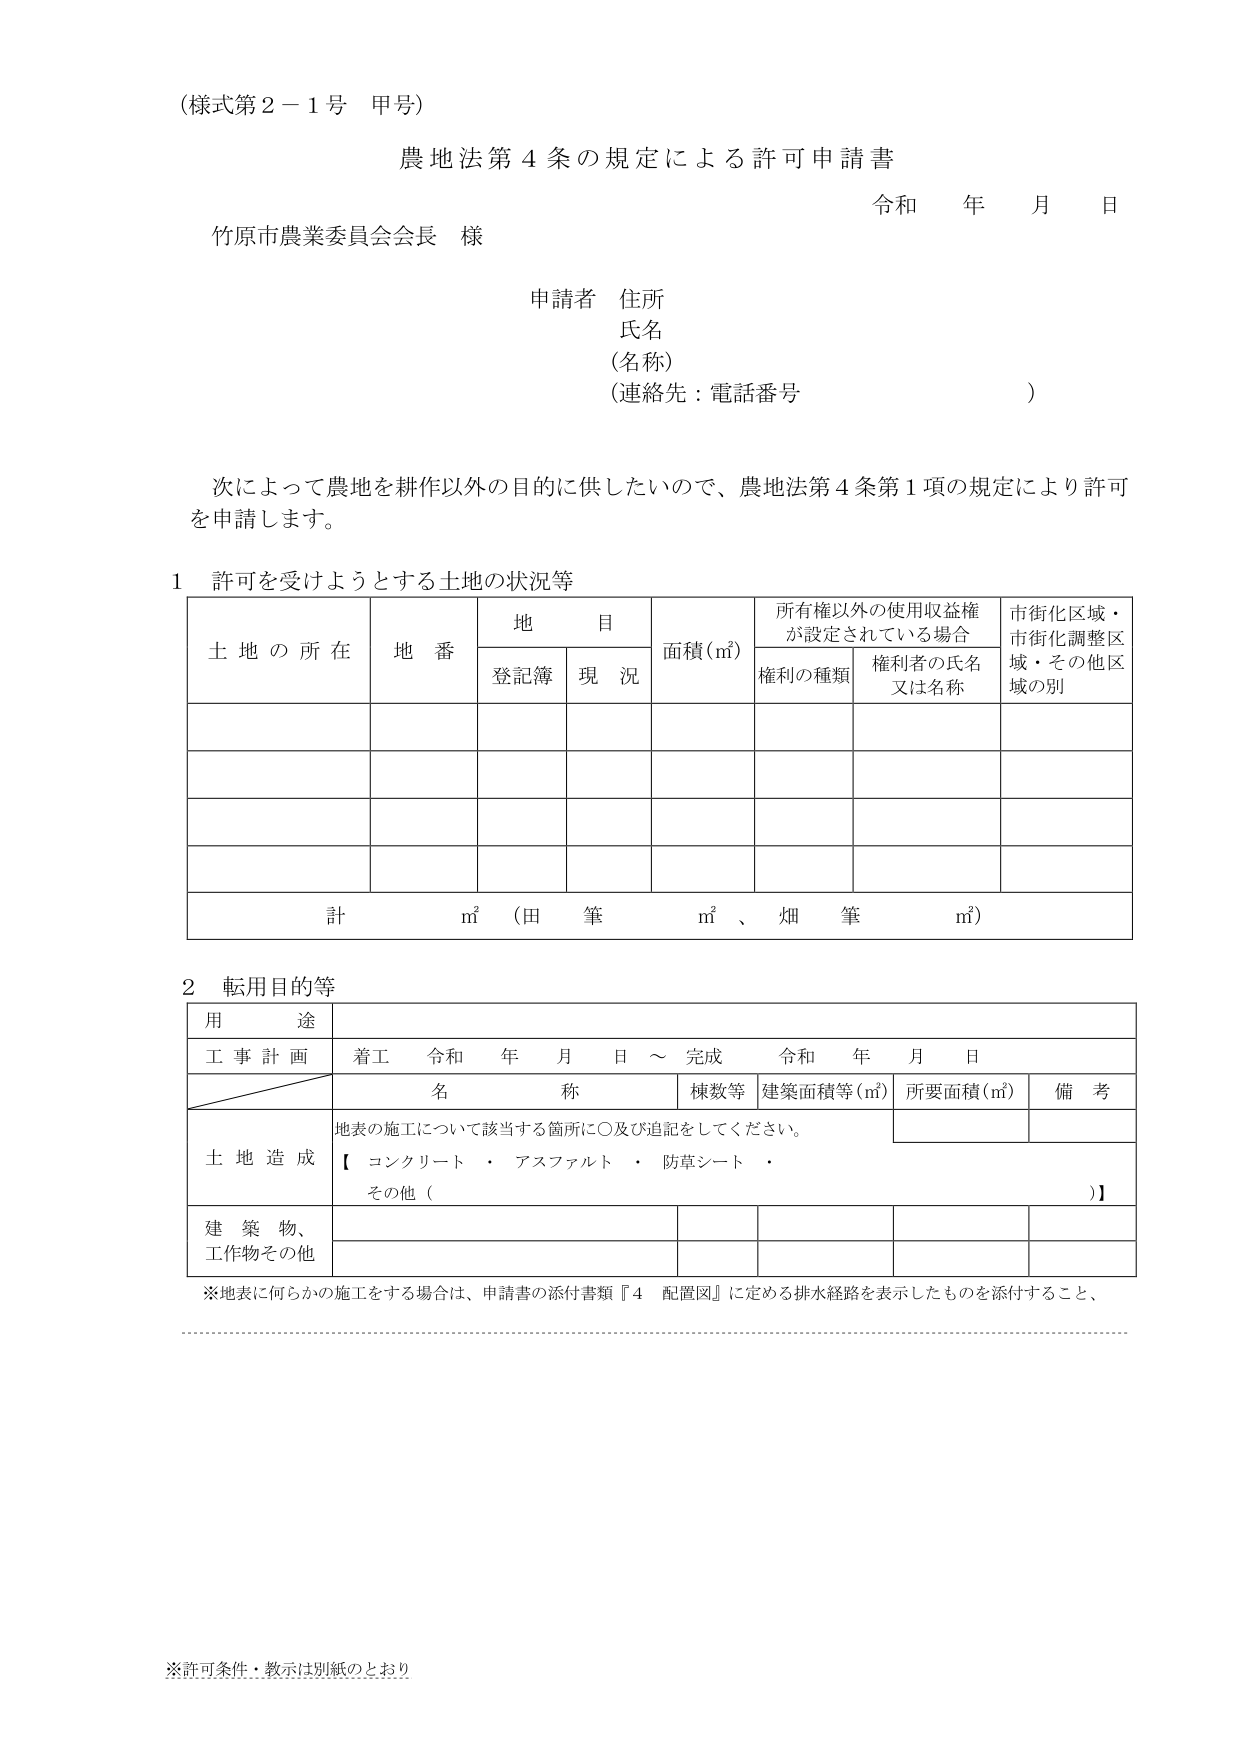 （様式第２－１号　甲号）
農地法第４条の規定による許可申請書
令和　　年　　月　　日
竹原市農業委員会会長　様
申請者　住所
氏名
（名称）
（連絡先：電話番号　　　　　　　　　　）
次によって農地を耕作以外の目的に供したいので、農地法第４条第１項の規定により許可
を申請します。
１　許可を受けようとする土地の状況等
土地の所在　地番　地目　面積（㎡）　所有権以外の使用収益権が設定されている場合　市街化区域・市街化調整区域・その他区域の別
登記簿　現況　権利の種類　権利者の氏名又は名称
計　　　　　㎡　（田　　筆　　　　㎡　、　畑　　筆　　　　㎡）
２　転用目的等
用途
工事計画　着工　令和　年　月　日　～　完成　　令和　年　月　日
名称　棟数等　建築面積等（㎡）　所要面積（㎡）　備考
土地造成
地表の施工について該当する箇所に〇及び追記をしてください。
【　コンクリート　・　アスファルト　・　防草シート　・
その他（　　　　　　　　　　）】
建築物、
工作物その他
※地表に何らかの施工をする場合は、申請書の添付書類『４　配置図』に定める排水経路を表示したものを添付すること、
※許可条件・教示は別紙のとおり